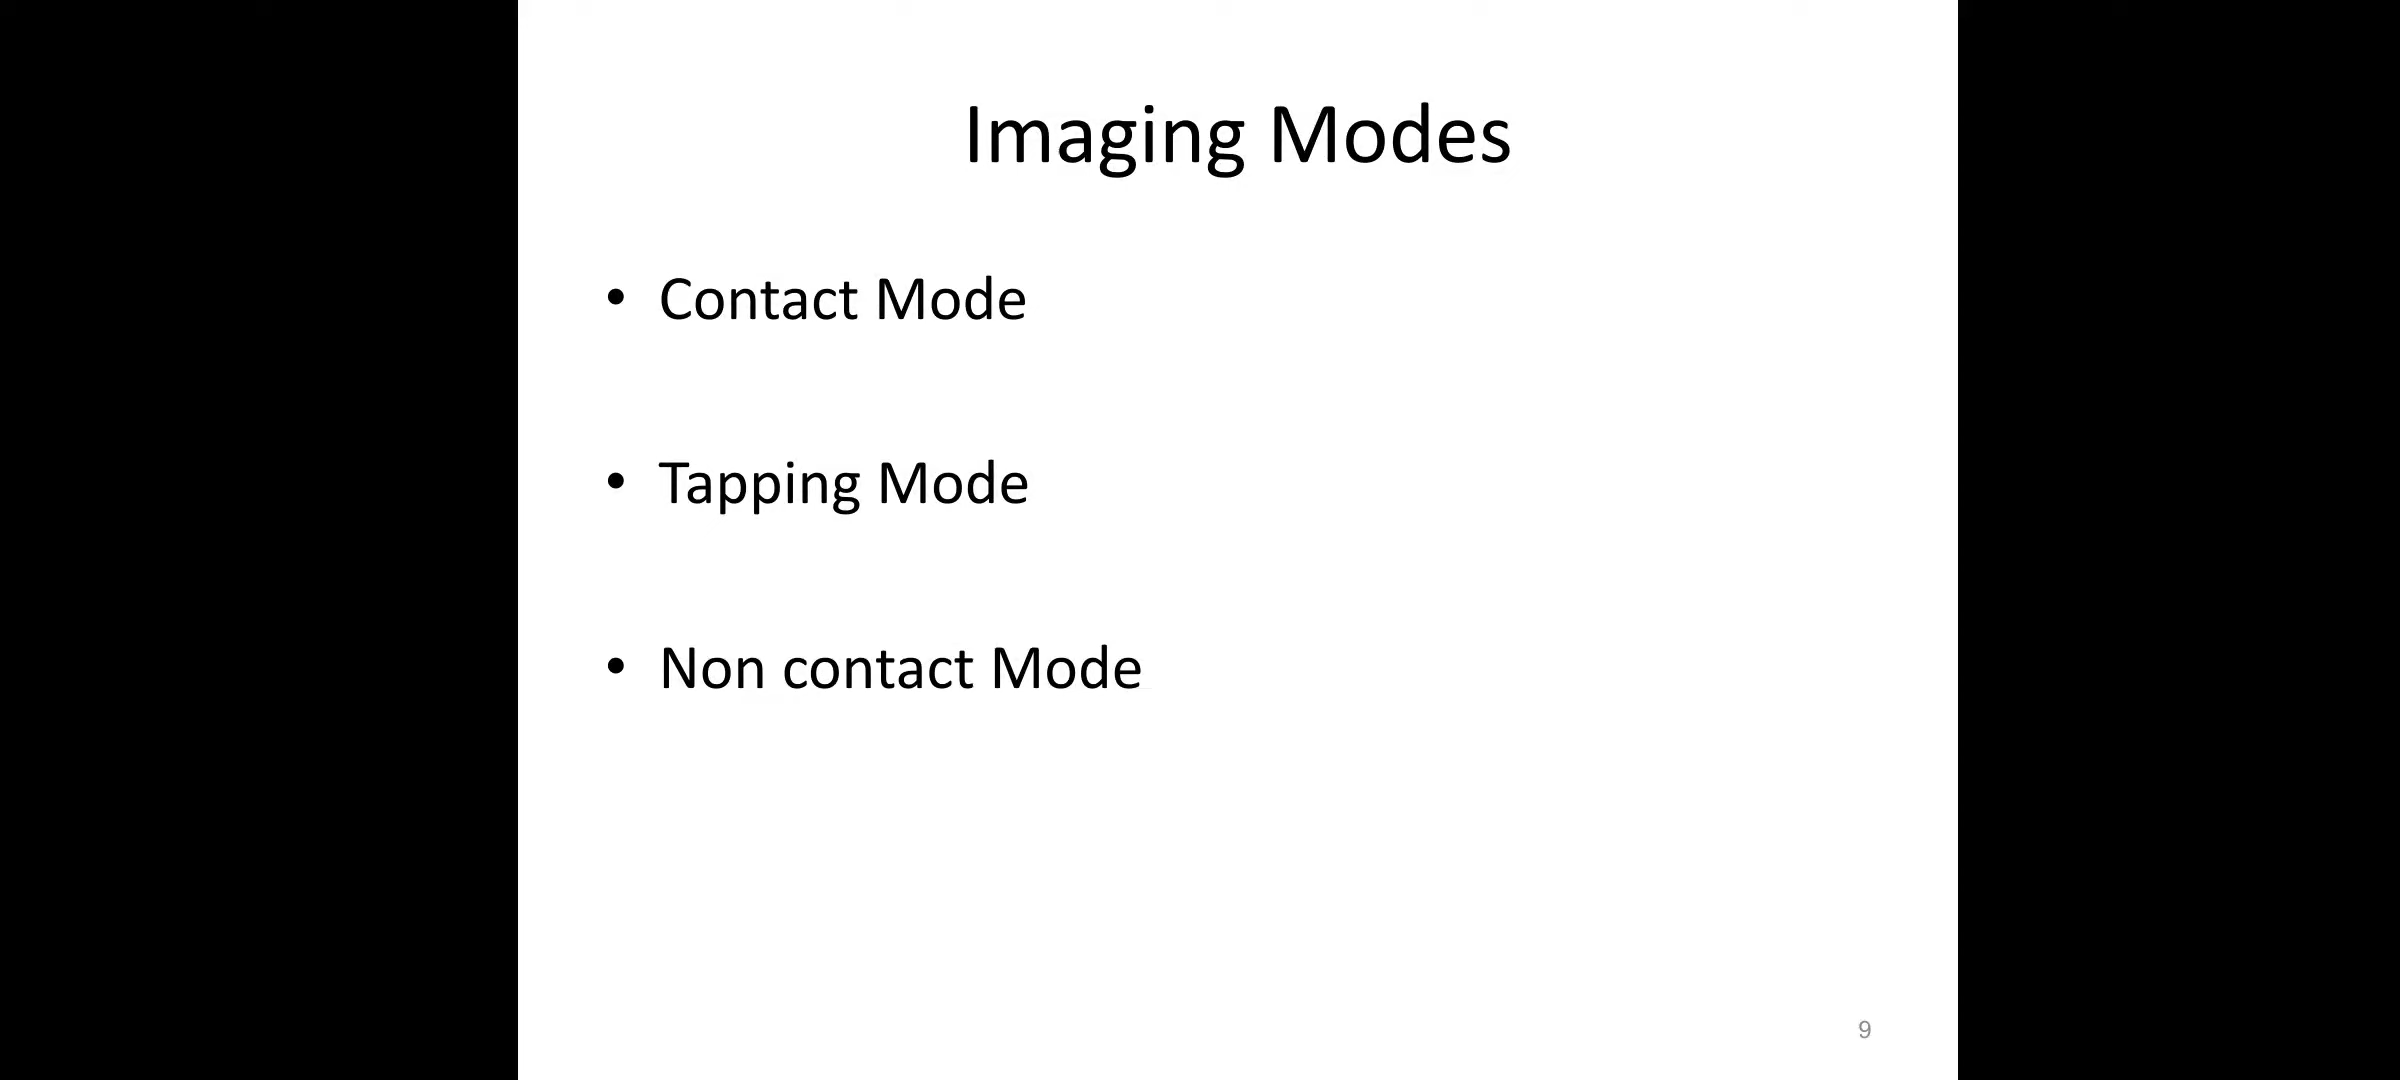 Imaging Modes
• Contact Mode
• Tapping Mode
• Non contact Mode
9